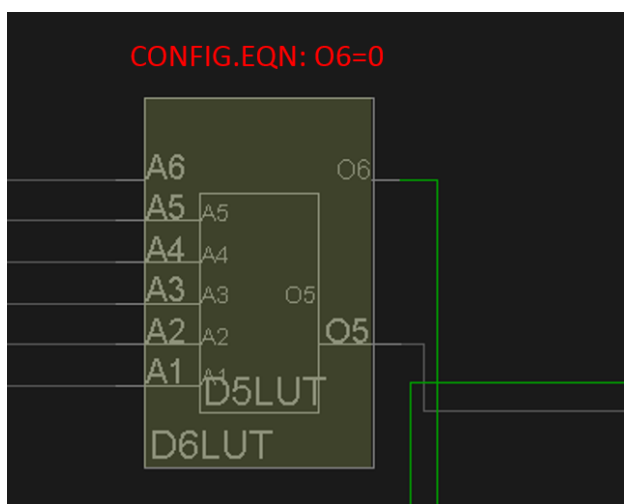 CONFIG.EQN: O6=0
A6
O6
A5
A5
A4
A4
A3
A3
O5
A2
A2
O5
A1
A1
D5LUT
D6LUT